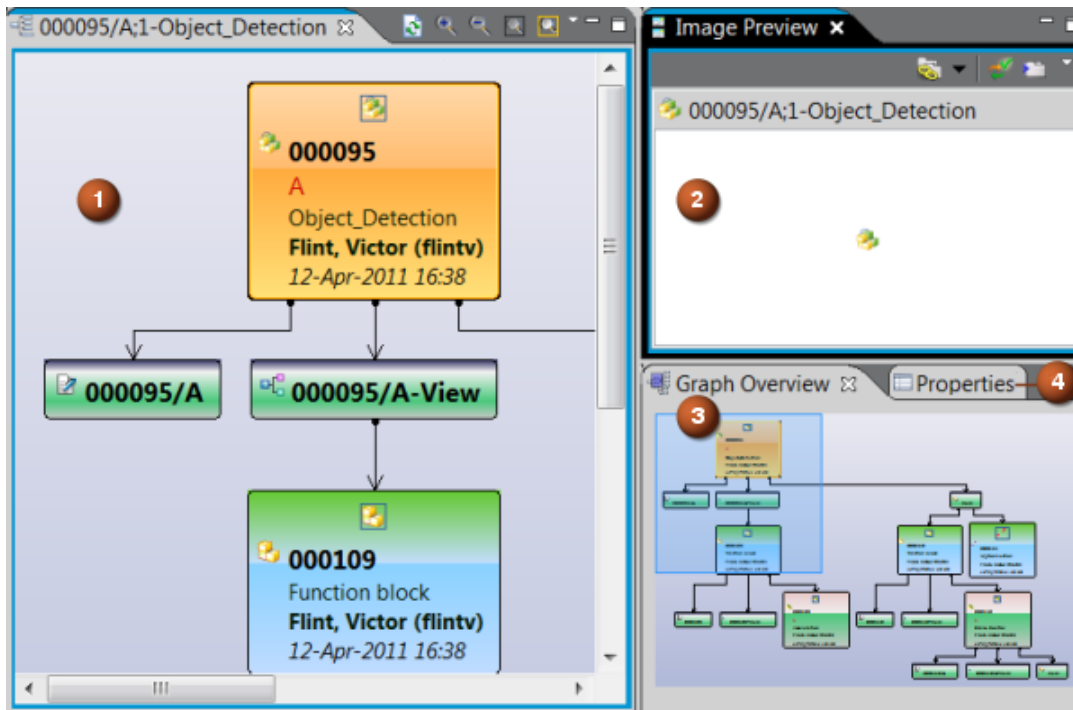 000095/A;1-Object_Detection
Image Preview
000095/A;1-Object_Detection
000095
A
Object_Detection
Flint, Victor (flintv)
12-Apr-2011 16:38
1
2
000095/A
000095/A-View
000109
Function block
Flint, Victor (flintv)
12-Apr-2011 16:38
Graph Overview
Properties
4
3